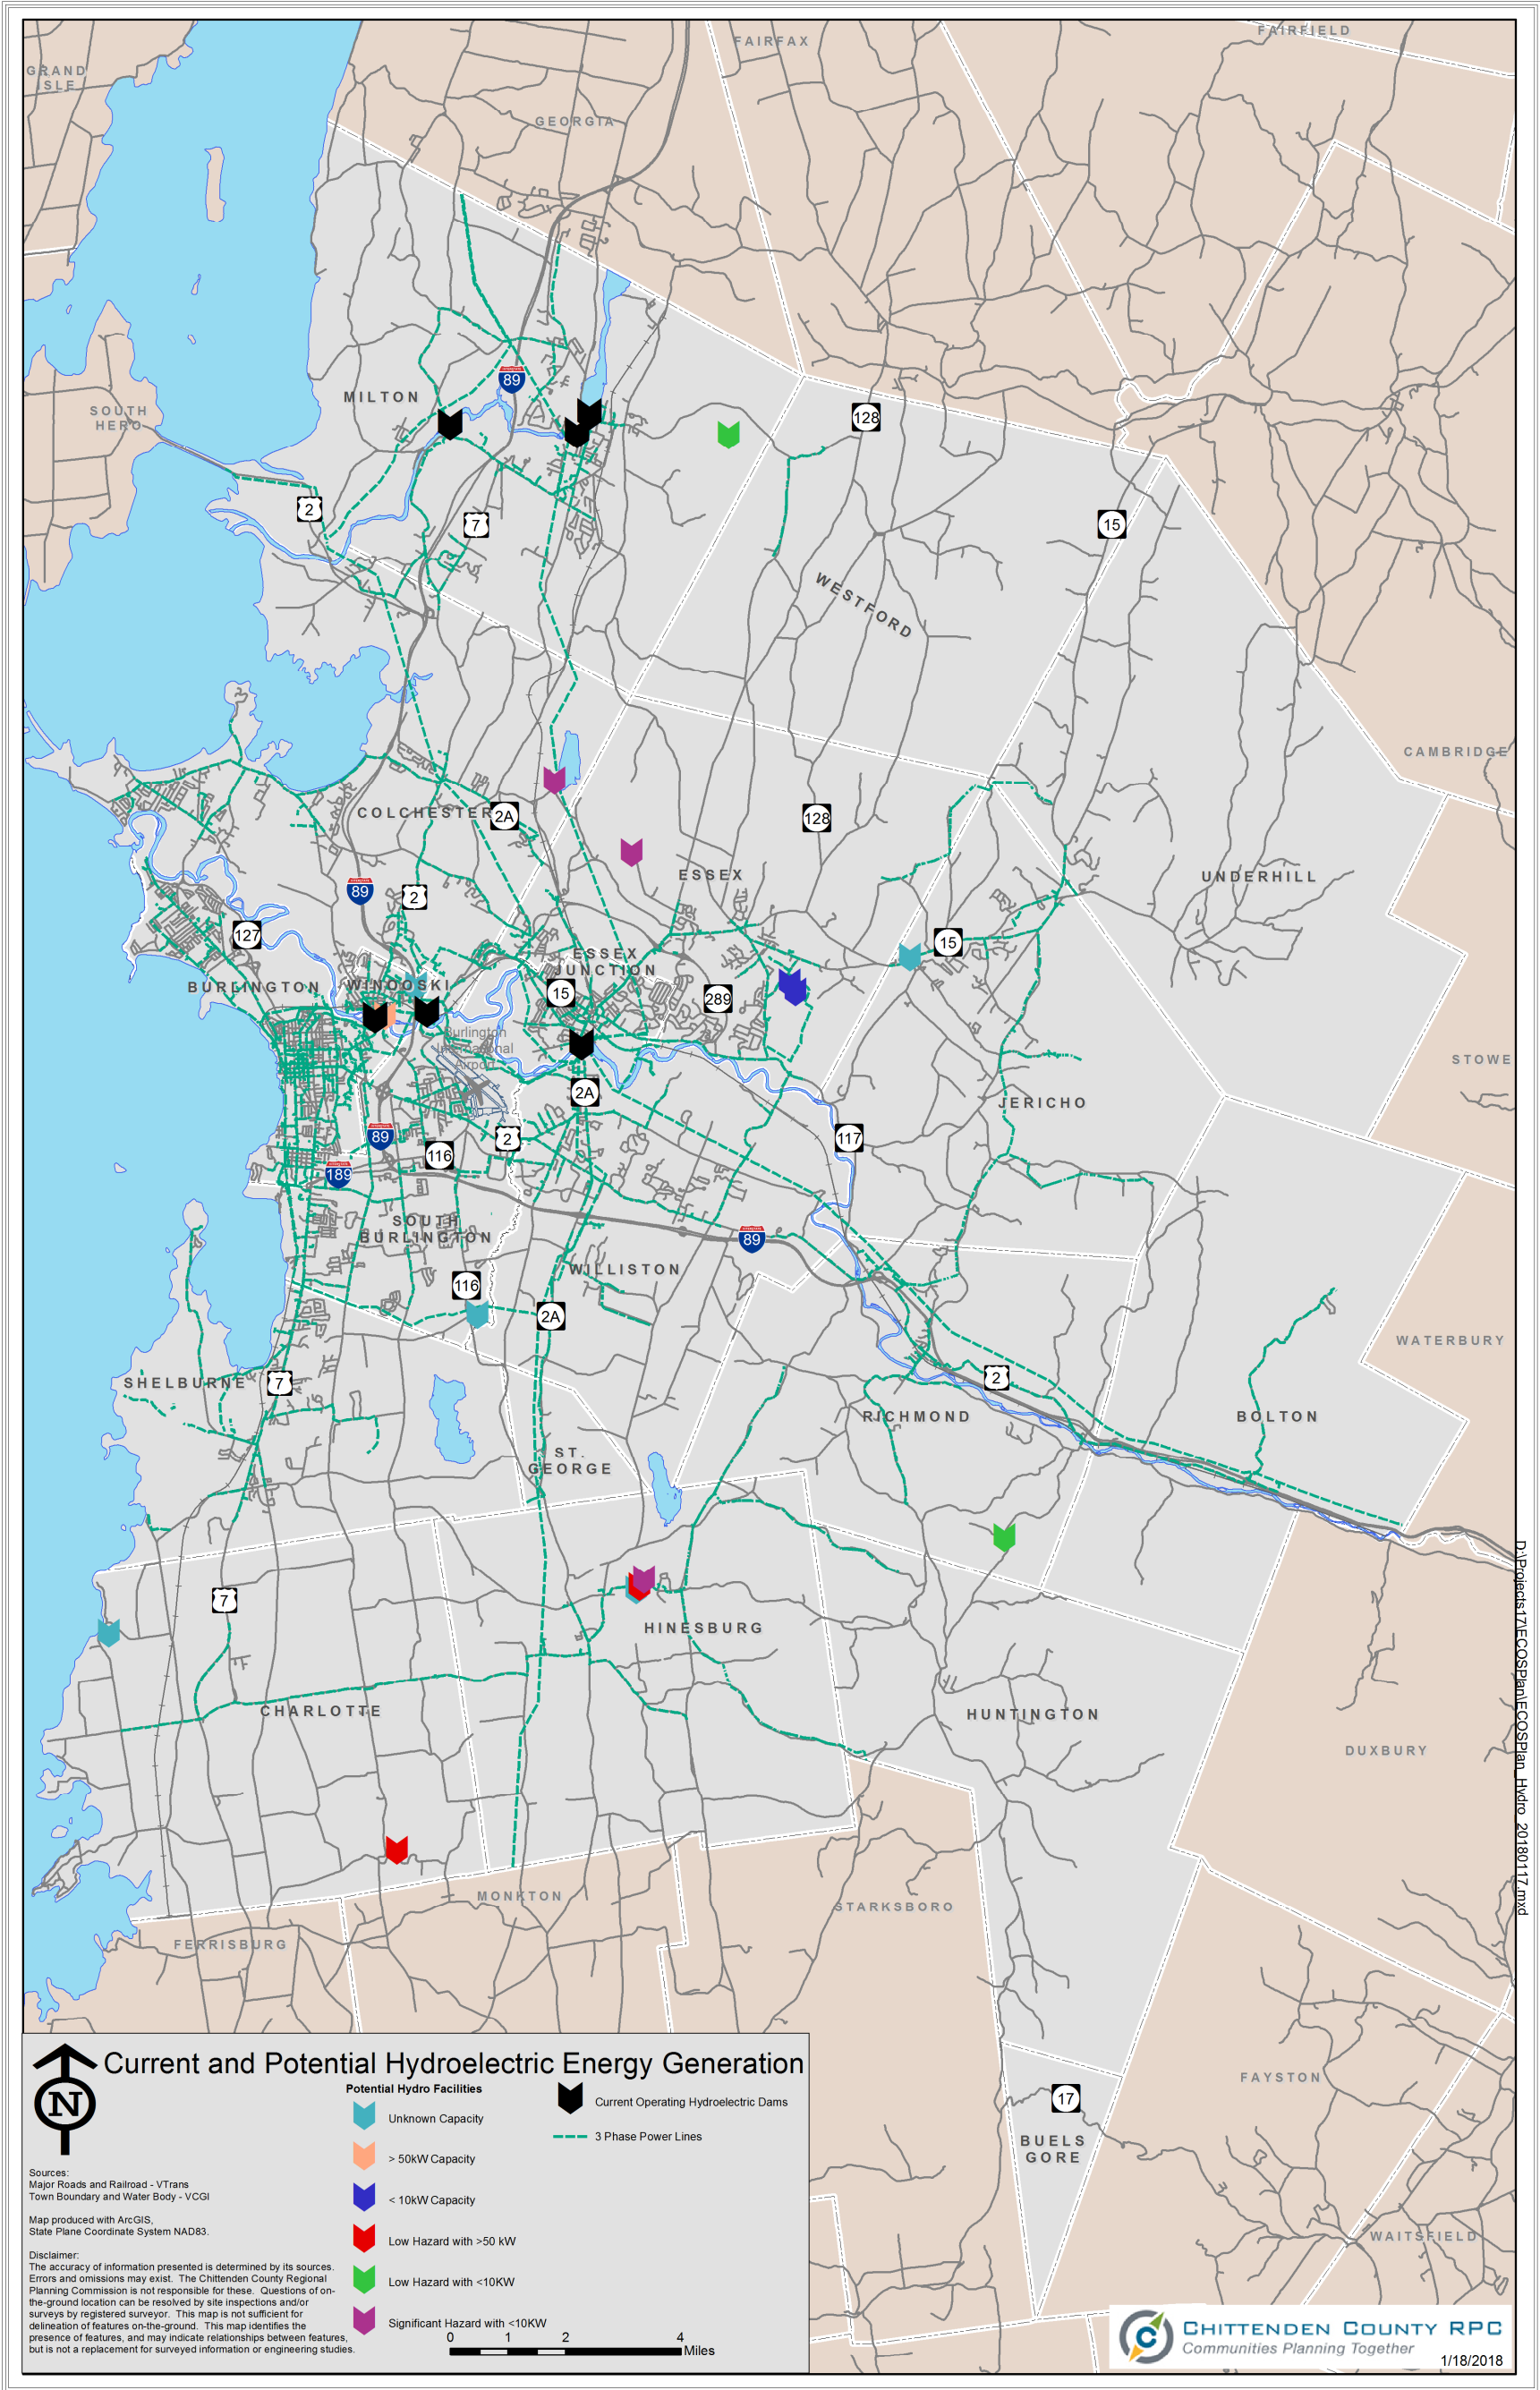 GRAND
ISLE
FAIRFAX
FAIRFIELD
GEORGIA
SOUTH
HERO
MILTON
89
128
2
7
15
WESTFORD
CAMBRIDGE
COLCHESTER
2A
128
ESSEX
UNDERHILL
89
2
127
15
ESSEX
JUNCTION
BURLINGTON
WINOOSKI
15
289
Burlington
International
Airport
STOWE
2A
JERICHO
89
2
117
116
189
SOUTH
BURLINGTON
89
WILLISTON
116
2A
WATERBURY
SHELBURNE
7
2
RICHMOND
BOLTON
ST.
GEORGE
7
HINESBURG
CHARLOTTE
HUNTINGTON
DUXBURY
MONKTON
STARKSBORO
FERRISBURG
FAYSTON
17
BUELS
GORE
WAITSFIELD
D:\Projects17\ECOSPlan\ECOSPlan_Hydro_20180117.mxd
N
Current and Potential Hydroelectric Energy Generation
Potential Hydro Facilities
Unknown Capacity
> 50kW Capacity
< 10kW Capacity
Low Hazard with >50 kW
Low Hazard with <10KW
Significant Hazard with <10KW
Current Operating Hydroelectric Dams
3 Phase Power Lines
Sources:
Major Roads and Railroad - VTrans
Town Boundary and Water Body - VCGI
Map produced with ArcGIS,
State Plane Coordinate System NAD83.
Disclaimer:
The accuracy of information presented is determined by its sources.
Errors and omissions may exist. The Chittenden County Regional
Planning Commission is not responsible for these. Questions of on-
the-ground location can be resolved by site inspections and/or
surveys by registered surveyor. This map is not sufficient for
delineation of features on-the-ground. This map identifies the
presence of features, and may indicate relationships between features,
but is not a replacement for surveyed information or engineering studies.
0 1 2 4
Miles
C
CHITTENDEN COUNTY RPC
Communities Planning Together
1/18/2018